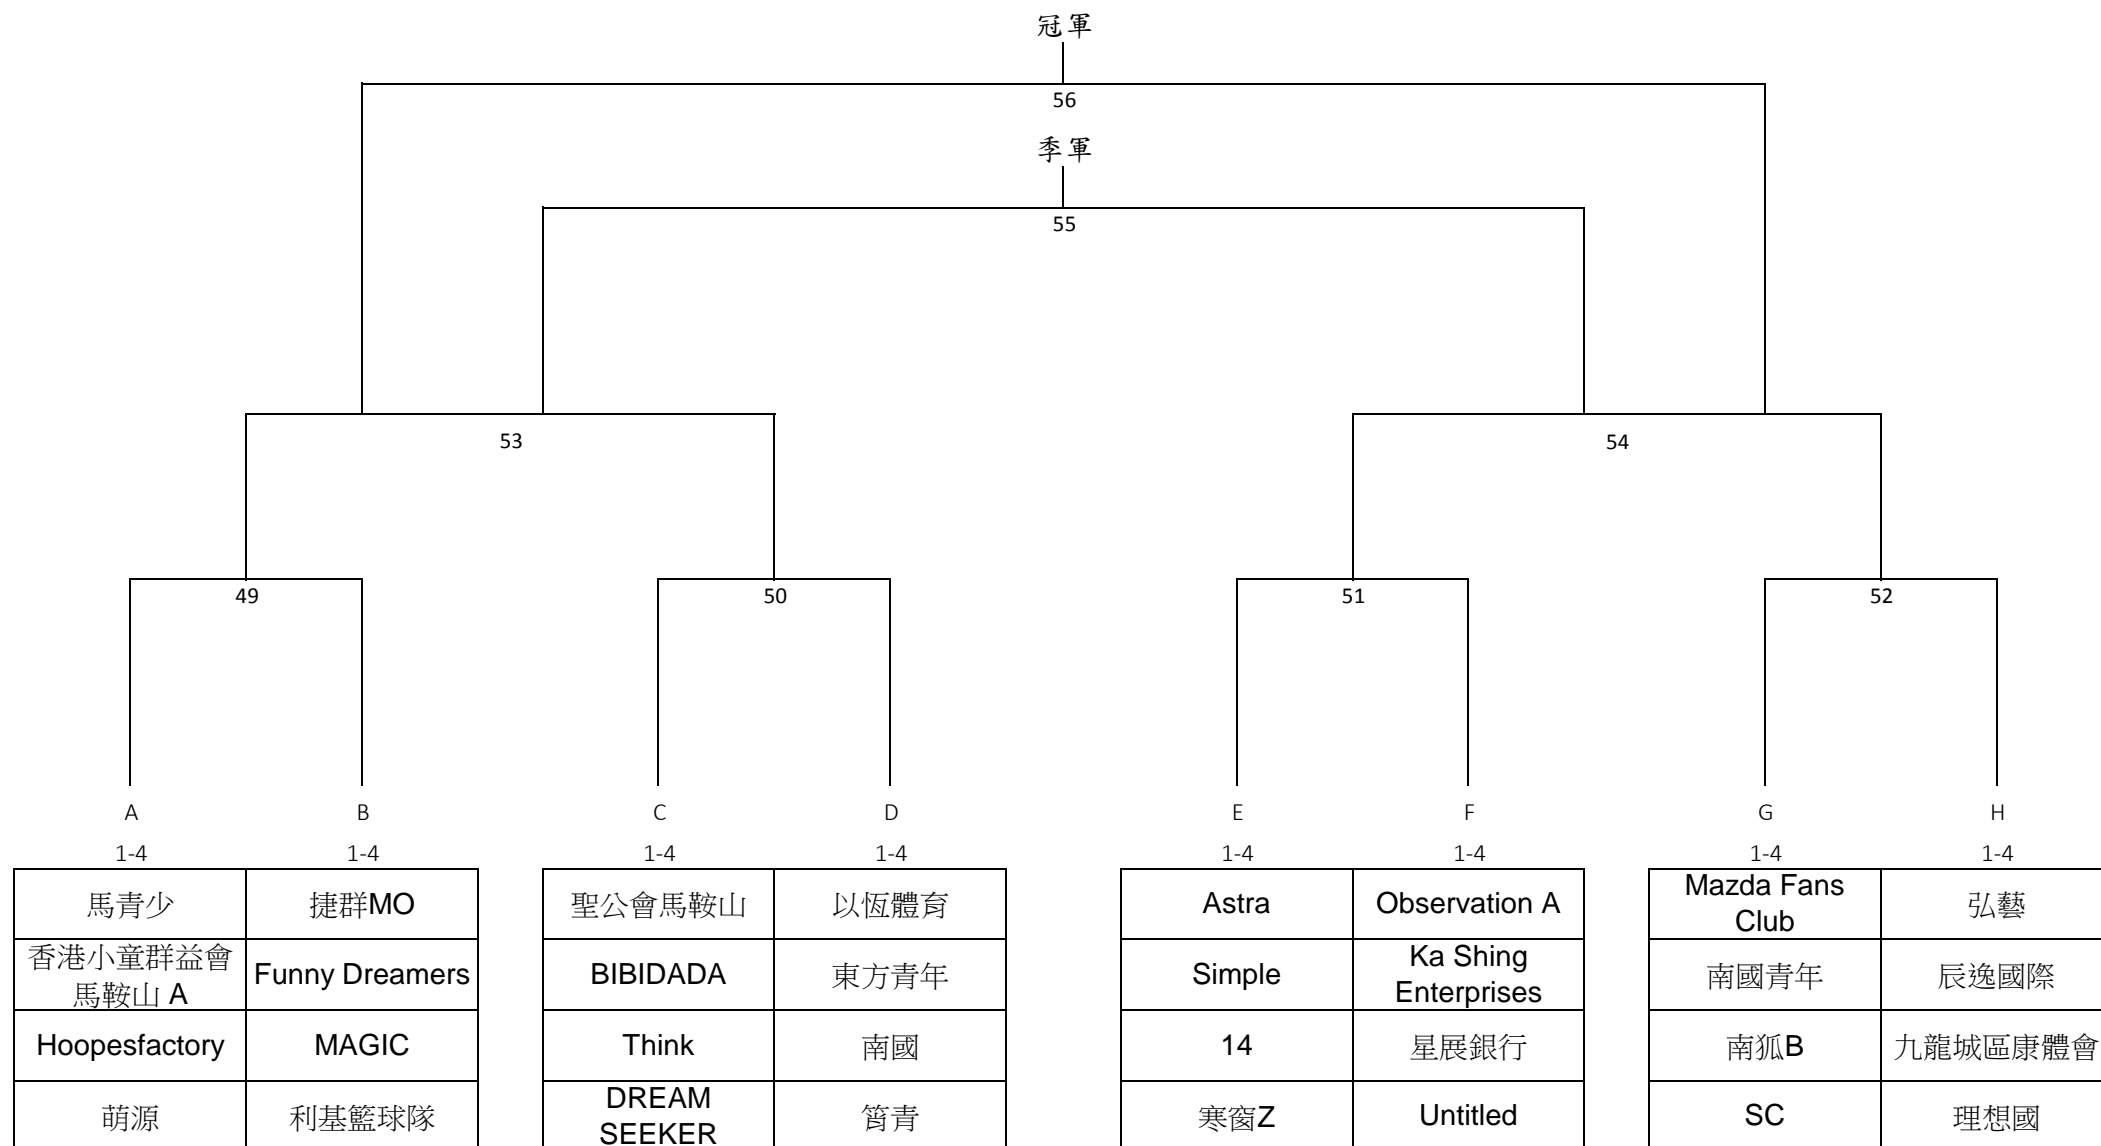 冠軍
56
季軍
55
53
54
49
50
51
52
A
B
C
D
E
F
G
H
1-4
1-4
1-4
1-4
1-4
1-4
1-4
1-4
馬青少
捷群MO
聖公會馬鞍山
以恆體育
Astra
Observation A
Mazda Fans
Club
弘藝
香港小童群益會
馬鞍山 A
Funny Dreamers
BIBIDADA
東方青年
Simple
Ka Shing
Enterprises
南國青年
辰逸國際
Hoopesfactory
MAGIC
Think
南國
14
星展銀行
南狐B
九龍城區康體會
萌源
利基籃球隊
DREAM
SEEKER
筲青
寒窗Z
Untitled
SC
理想國